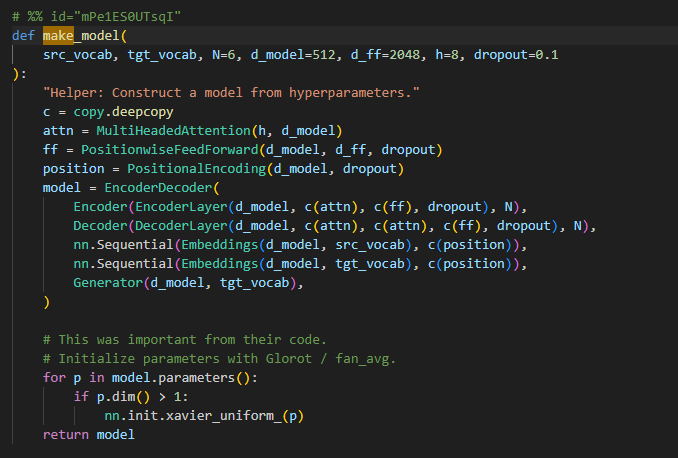 # %% id="mPe1ES0UTsqI"
def make_model(
    src_vocab, tgt_vocab, N=6, d_model=512, d_ff=2048, h=8, dropout=0.1
):
    "Helper: Construct a model from hyperparameters."
    c = copy.deepcopy
    attn = MultiHeadedAttention(h, d_model)
    ff = PositionwiseFeedForward(d_model, d_ff, dropout)
    position = PositionalEncoding(d_model, dropout)
    model = EncoderDecoder(
        Encoder(EncoderLayer(d_model, c(attn), c(ff), dropout), N),
        Decoder(DecoderLayer(d_model, c(attn), c(attn), c(ff), dropout), N),
        nn.Sequential(Embeddings(d_model, src_vocab), c(position)),
        nn.Sequential(Embeddings(d_model, tgt_vocab), c(position)),
        Generator(d_model, tgt_vocab),
    )
    # This was important from their code.
    # Initialize parameters with Glorot / fan_avg.
    for p in model.parameters():
        if p.dim() > 1:
            nn.init.xavier_uniform_(p)
    return model